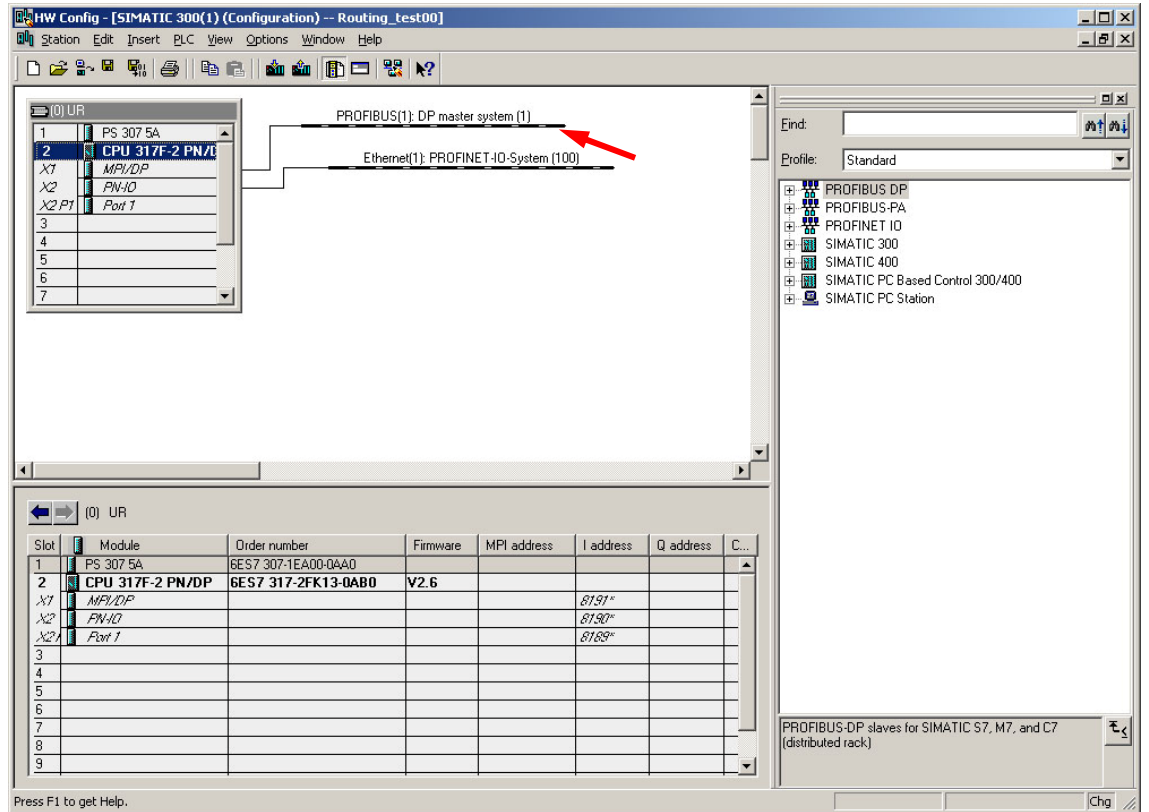 HW Config - [SIMATIC 300(1) (Configuration) -- Routing_test00]
Station Edit Insert PLC View Options Window Help
(0) UR
1 PS 307 5A
2 CPU 317F-2 PN/D
X1 MPI/DP
X2 PN-IO
X2 P1 Port 1
3
4
5
6
7
PROFIBUS(1): DP master system (1)
Ethernet(1): PROFINET-IO-System (100)
Find:
Profile: Standard
PROFIBUS DP
PROFIBUS-PA
PROFINET IO
SIMATIC 300
SIMATIC 400
SIMATIC PC Based Control 300/400
SIMATIC PC Station
(0) UR
Slot Module Order number Firmware MPI address I address Q address C...
1 PS 307 5A 6ES7 307-1EA00-0AA0
2 CPU 317F-2 PN/DP 6ES7 317-2FK13-0AB0 V2.6
X1 MPI/DP 8191*
X2 PN-IO 8190*
X2 Port 1 8189*
3
4
5
6
7
8
9
PROFIBUS-DP slaves for SIMATIC S7, M7, and C7
(distributed rack)
Press F1 to get Help.
Chg